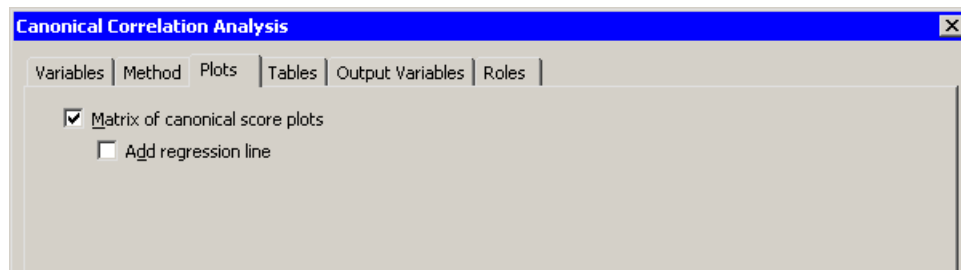 Canonical Correlation Analysis
Variables Method Plots Tables Output Variables Roles
Matrix of canonical score plots
Add regression line